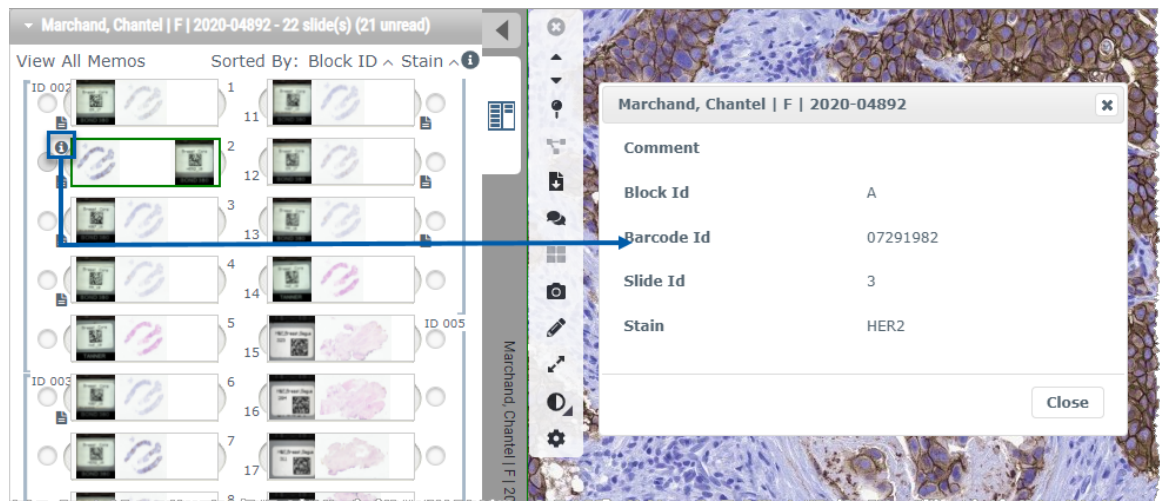 Marchand, Chantel | F | 2020-04892 - 22 slide(s) (21 unread)
View All Memos Sorted By: Block ID Stain
ID 002
1
11
2
12
3
13
4
14
5
ID 005
15
ID 003
6
16
7
17
8
Marchand, Chantel | F | 20
Marchand, Chantel | F | 2020-04892
Comment
Block Id A
Barcode Id 07291982
Slide Id 3
Stain HER2
Close